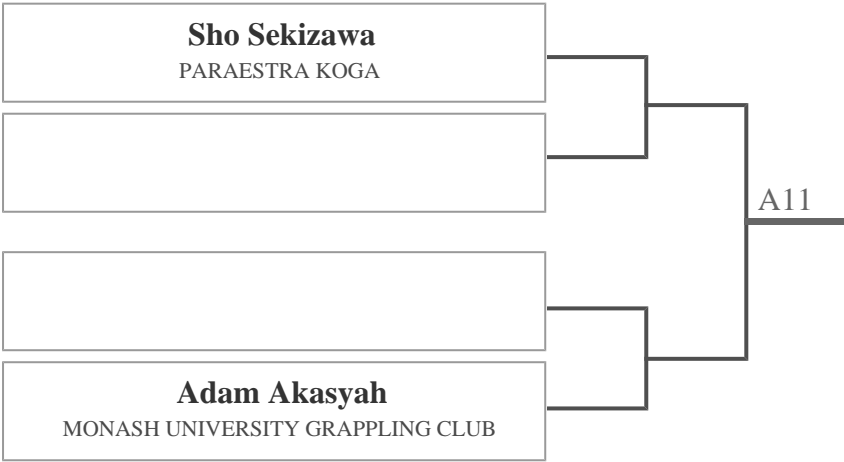 Sho Sekizawa
PARAESTRA KOGA
A11
Adam Akasyah
MONASH UNIVERSITY GRAPPLING CLUB